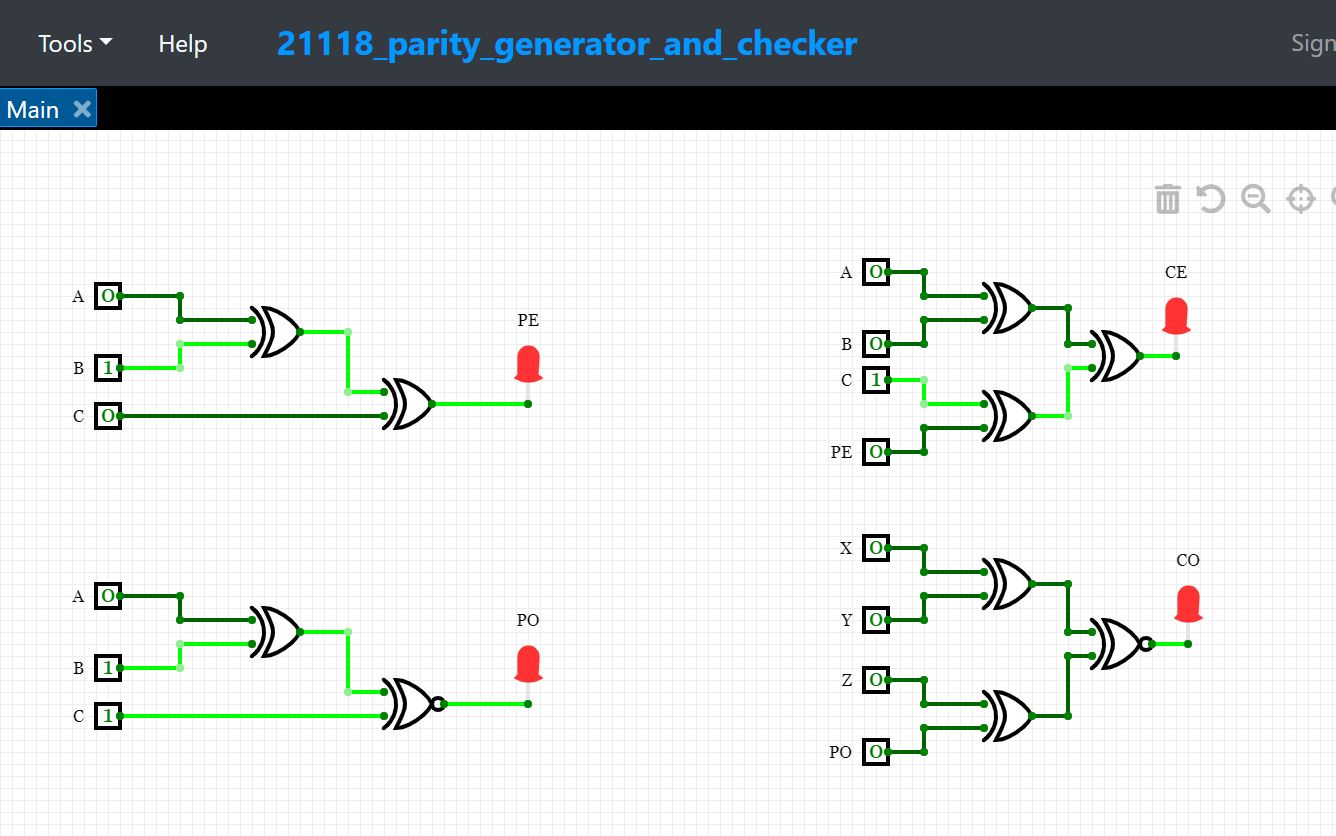 Tools Help 21118_parity_generator_and_checker Sign
Main
A 0
B 1
C 0
PE
A 0
B 0
C 1
PE 0
CE
A 0
B 1
C 1
PO
X 0
Y 0
Z 0
PO 0
CO